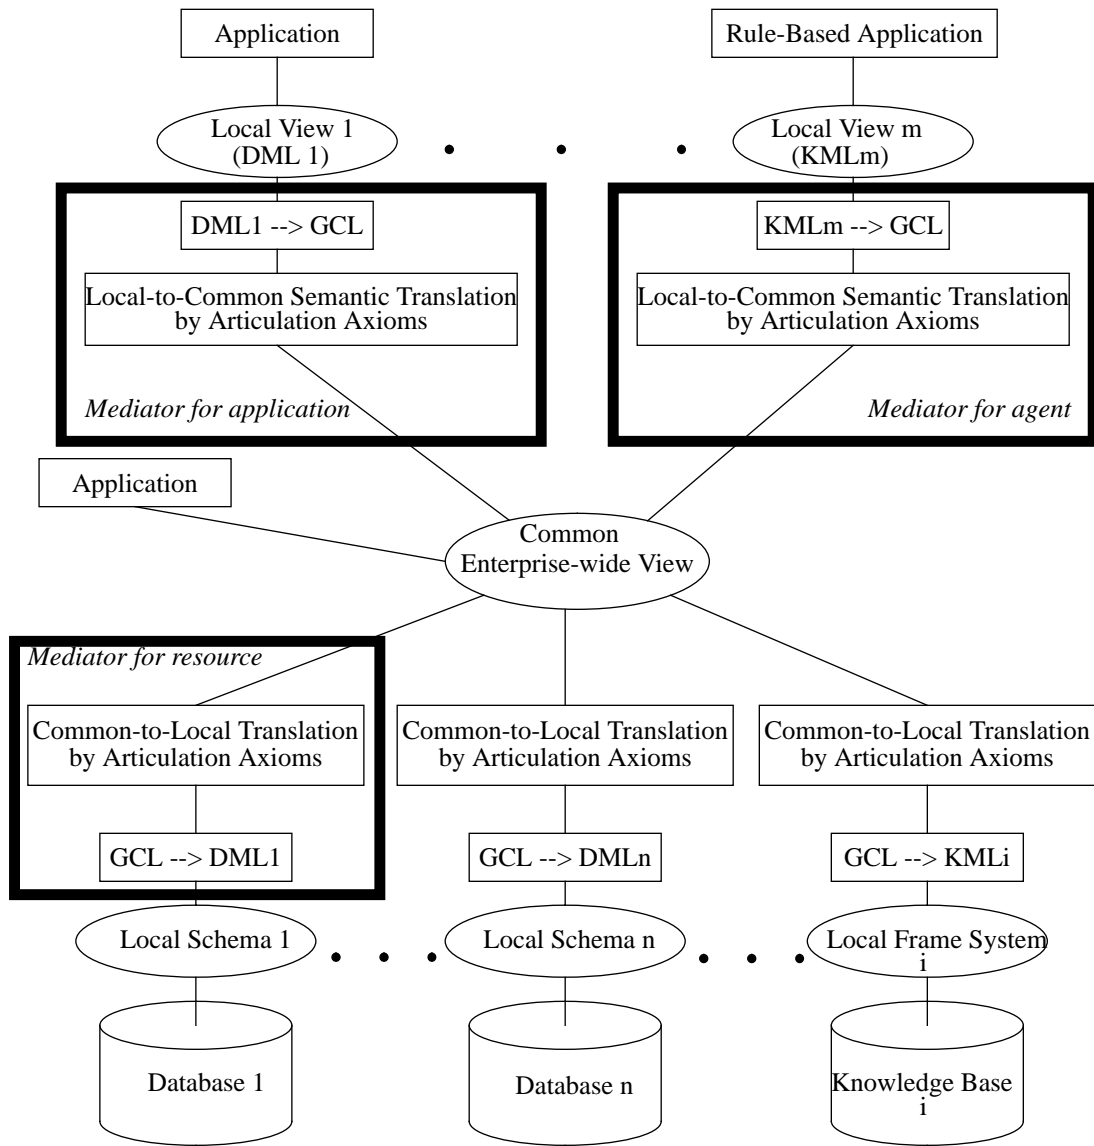 Application
Rule-Based Application
Local View 1
(DML 1)
Local View m
(KMLm)
DML1 --> GCL
KMLm --> GCL
Local-to-Common Semantic Translation
by Articulation Axioms
Local-to-Common Semantic Translation
by Articulation Axioms
Mediator for application
Mediator for agent
Application
Common
Enterprise-wide View
Mediator for resource
Common-to-Local Translation
by Articulation Axioms
Common-to-Local Translation
by Articulation Axioms
Common-to-Local Translation
by Articulation Axioms
GCL --> DML1
GCL --> DMLn
GCL --> KMLi
Local Schema 1
Local Schema n
Local Frame System
i
Database 1
Database n
Knowledge Base
i